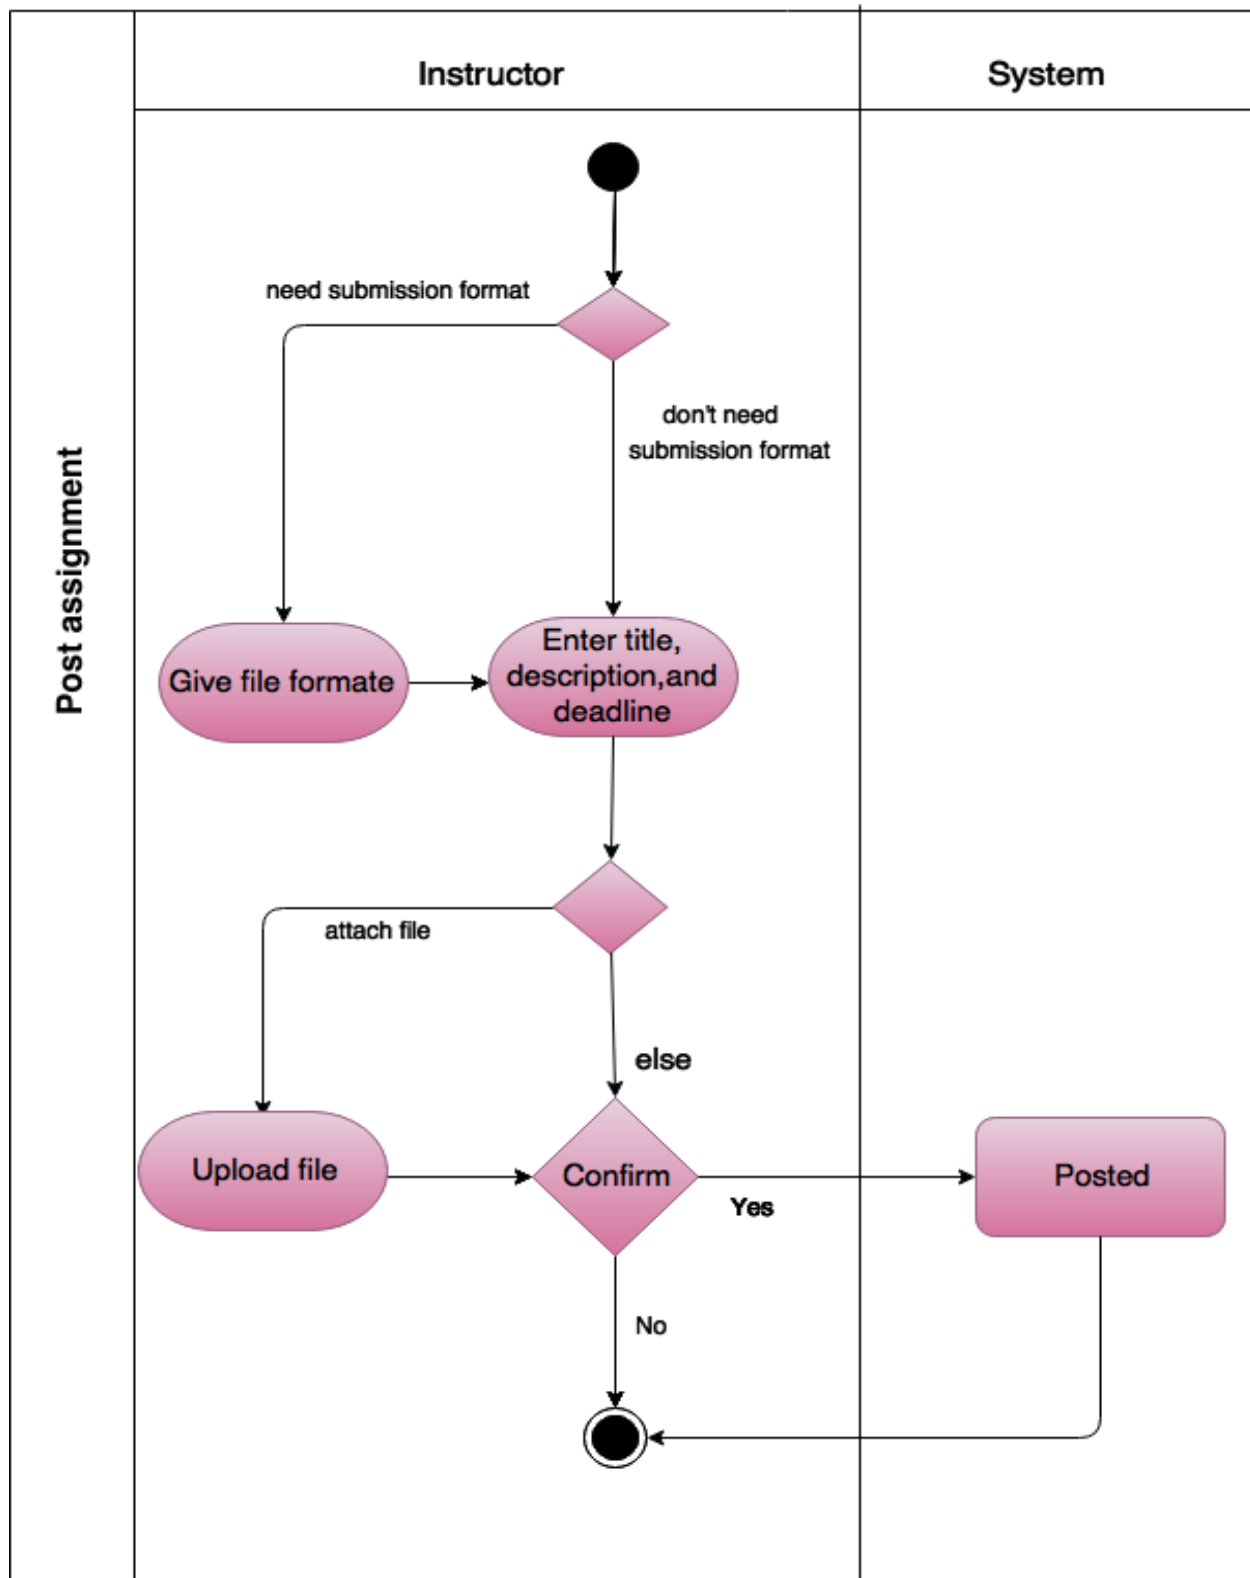 Instructor
System
Post assignment
need submission format
don't need
submission format
Give file formate
Enter title,
description,and
deadline
attach file
else
Upload file
Confirm
Yes
Posted
No